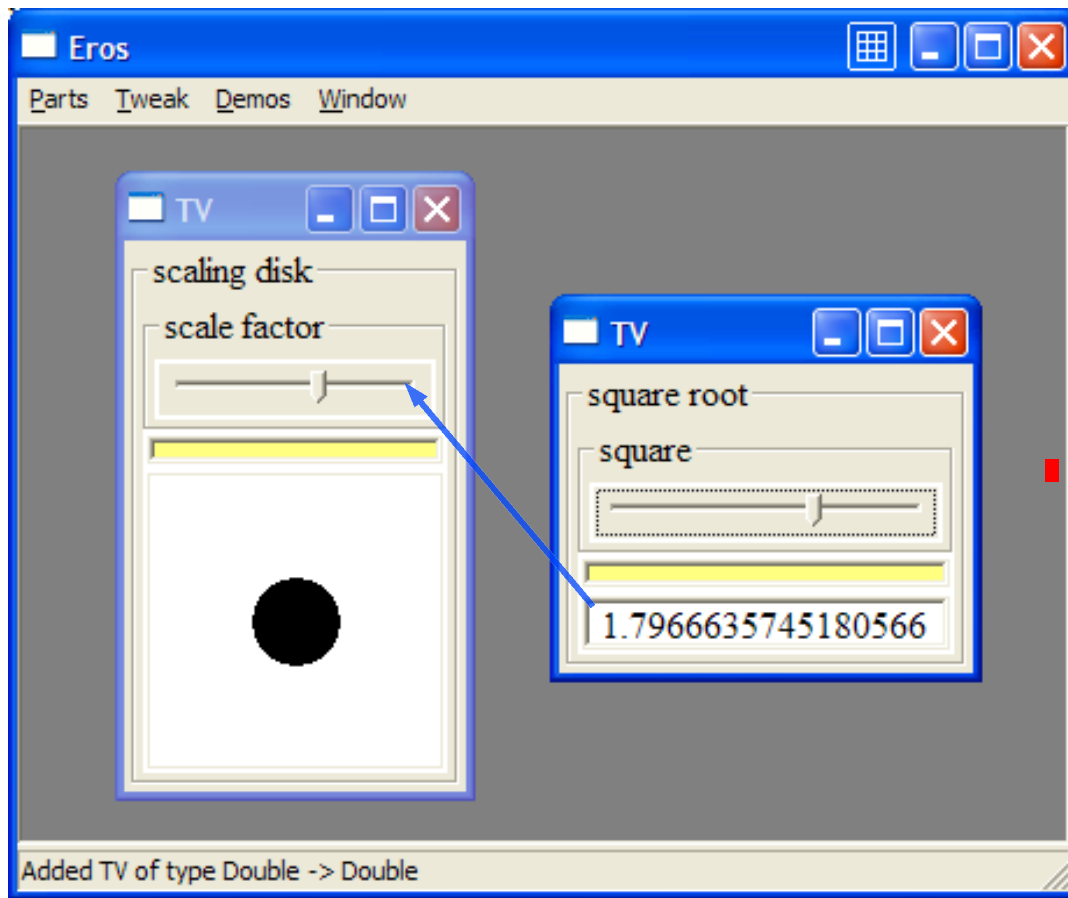 Eros
Parts Tweak Demos Window
TV
scaling disk
scale factor
TV
square root
square
1.7966635745180566
Added TV of type Double -> Double